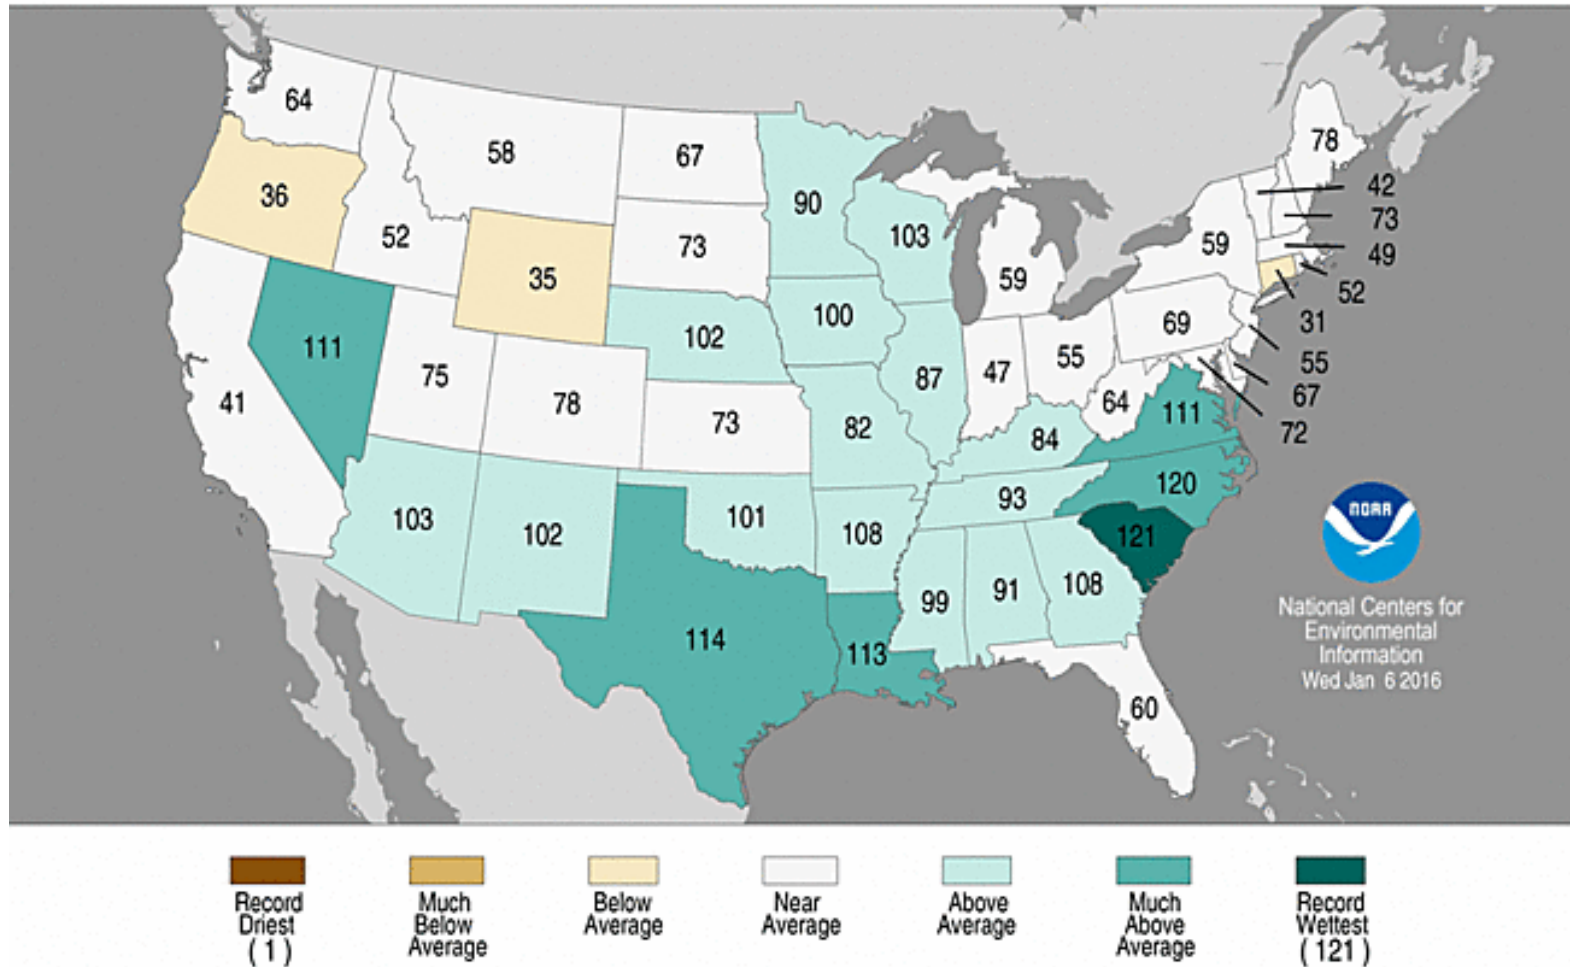 64
58
67
78
90
42
36
103
73
52
73
59
49
35
59
52
102
100
69
31
111
75
78
87
47
55
55
67
41
73
82
64
111
72
84
103
102
101
108
93
120
121
NOAA
99
91
108
114
113
National Centers for
Environmental
Information
Wed Jan 6 2016
60
Record
Driest
( 1 )
Much
Below
Average
Below
Average
Near
Average
Above
Average
Much
Above
Average
Record
Wettest
( 121 )